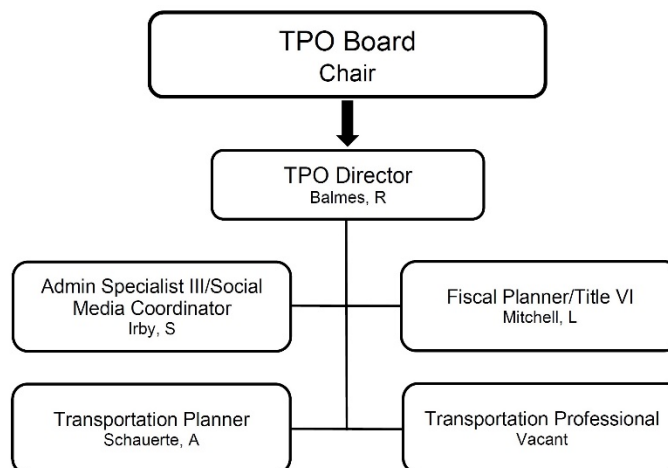 TPO Board
Chair
TPO Director
Balmes, R
Admin Specialist III/Social
Media Coordinator
Irby, S
Fiscal Planner/Title VI
Mitchell, L
Transportation Planner
Schauerte, A
Transportation Professional
Vacant